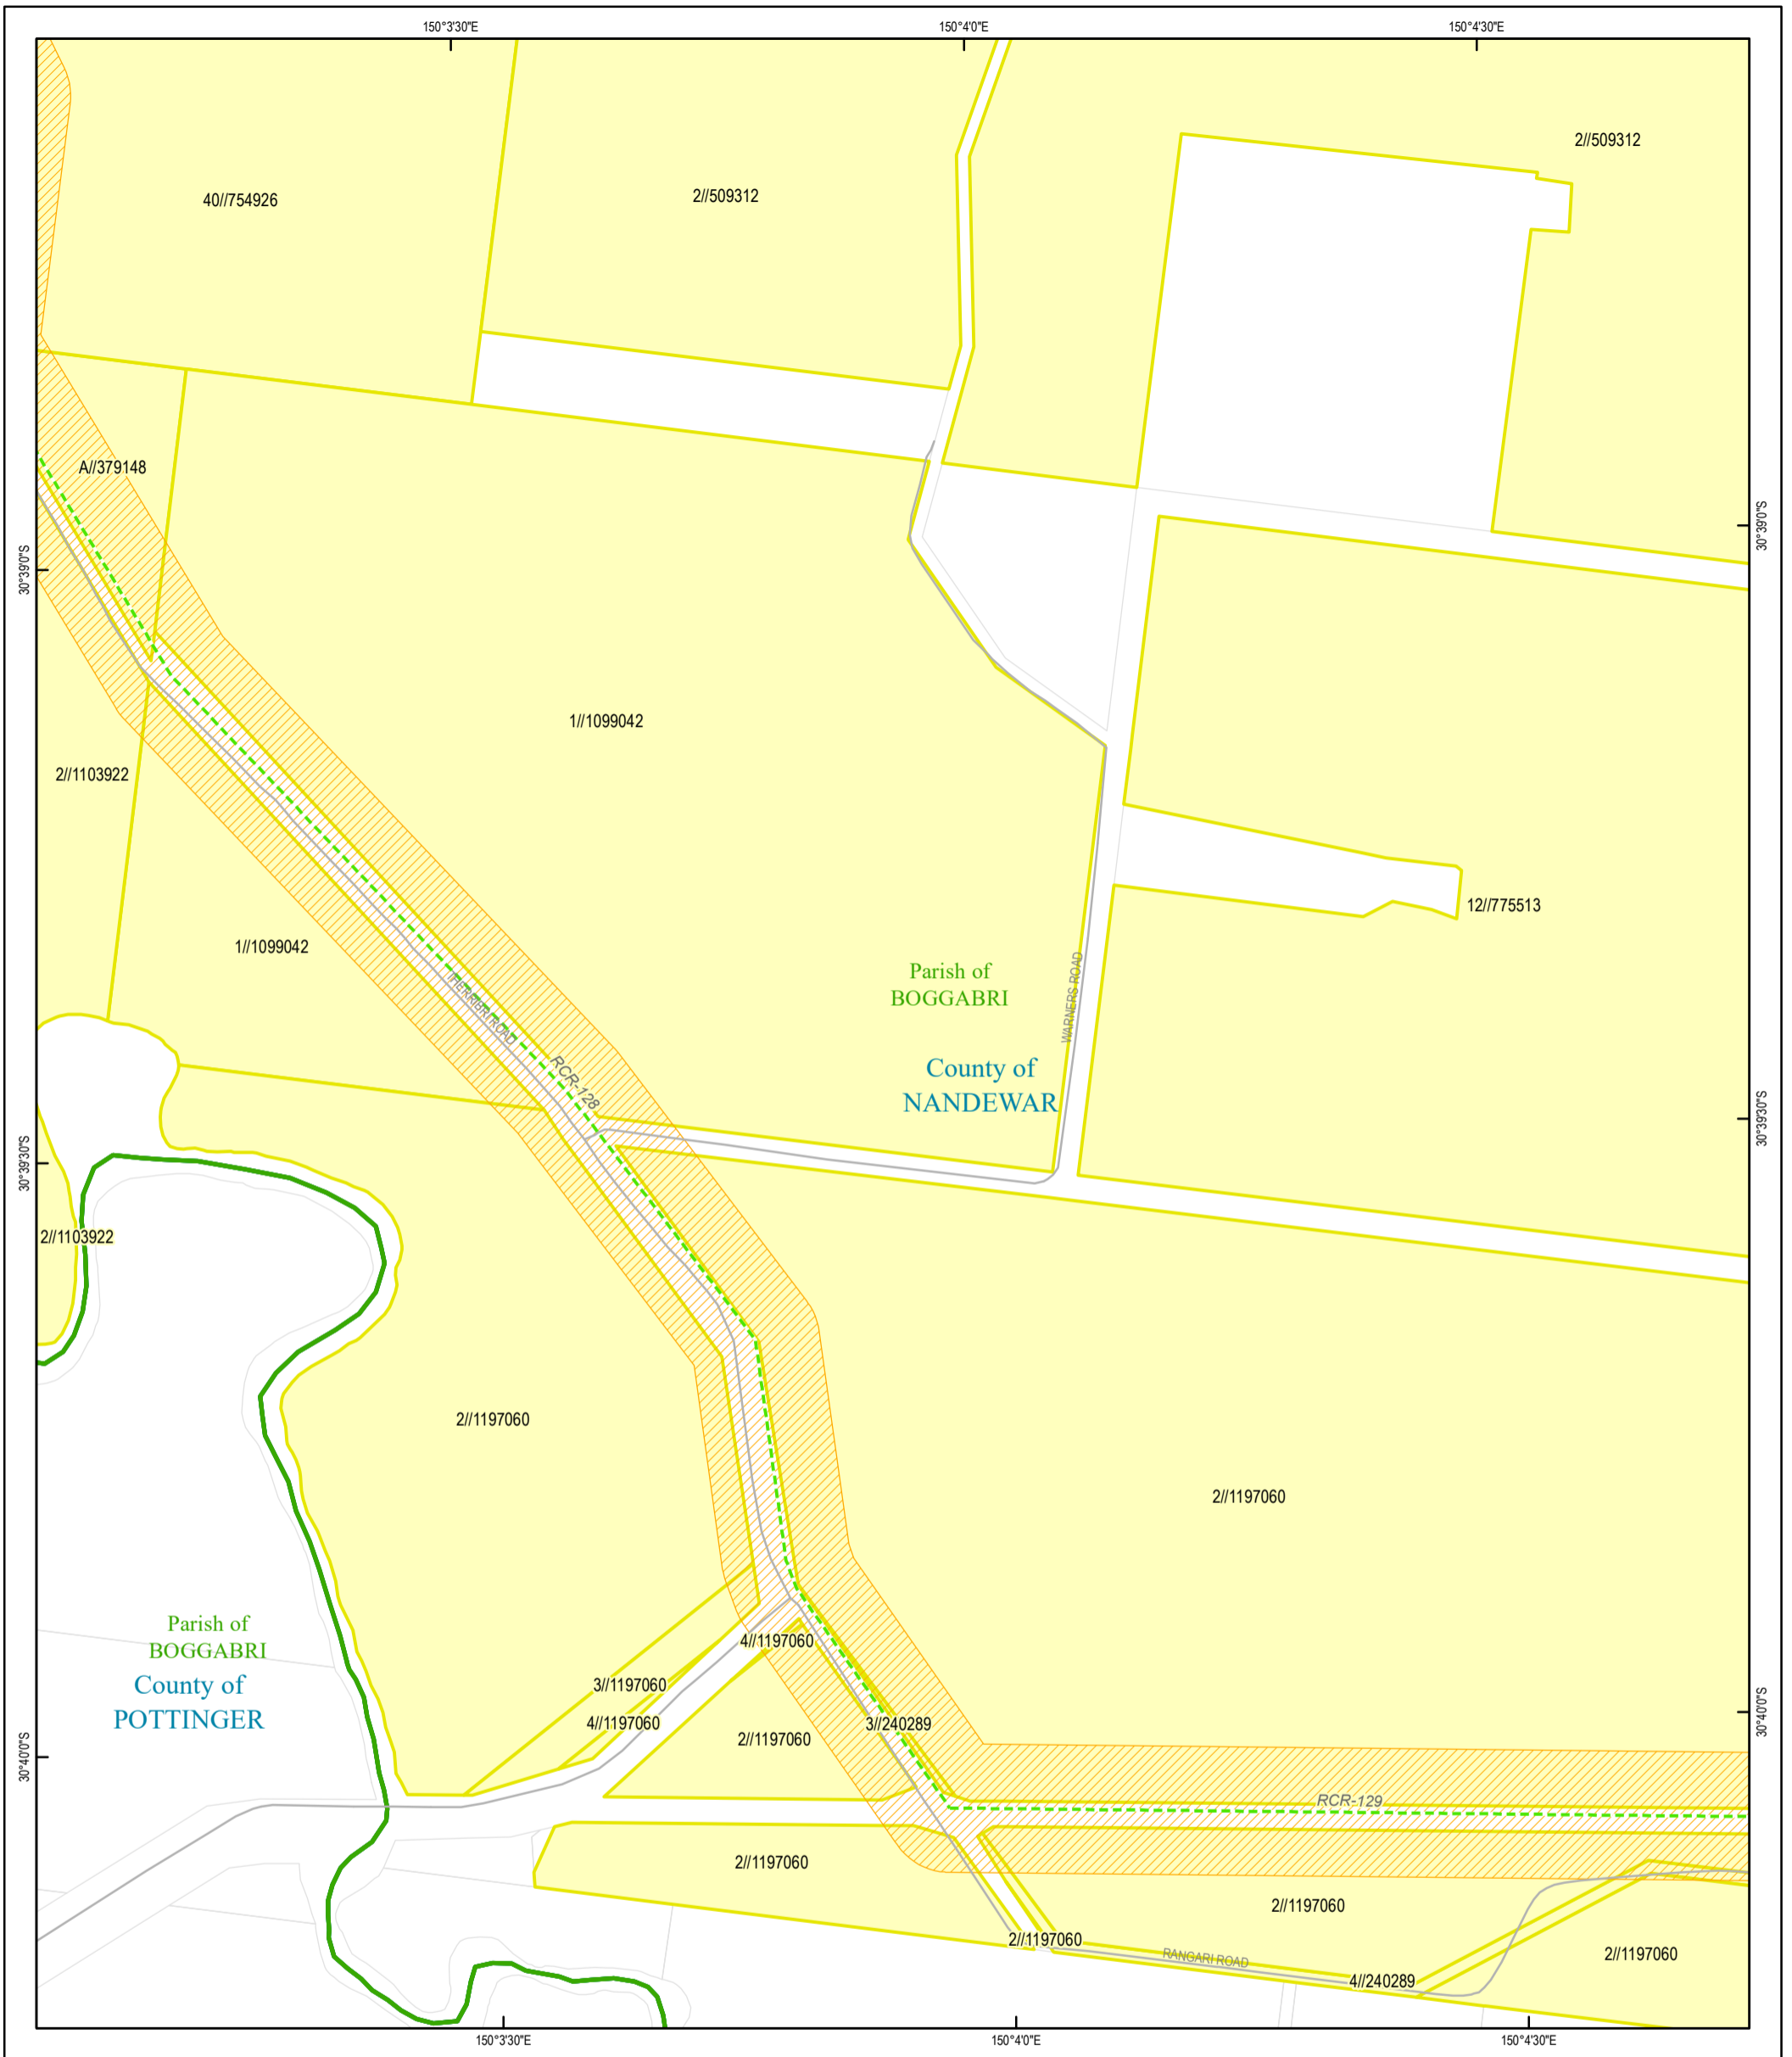 150°3'30"E
150°4'0"E
150°4'30"E
2//509312
40//754926
2//509312
A//379148
30°39'0"S
30°39'0"S
1//1099042
2//1103922
12//775513
1//1099042
Parish of
BOGGABRI
WARNERS ROAD
County of
NANDEWAR
RCR-128
30°39'30"S
30°39'30"S
2//1103922
2//1197060
2//1197060
Parish of
BOGGABRI
County of
POTTINGER
4//1197060
3//1197060
4//1197060
2//1197060
3//240289
30°40'0"S
30°40'0"S
RCR-129
2//1197060
2//1197060
2//1197060
2//1197060
RANGARI ROAD
4//240289
150°3'30"E
150°4'0"E
150°4'30"E